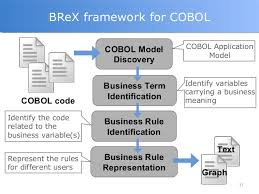 BReX framework for COBOL
COBOL code
COBOL Model
Discovery
COBOL Application
Model
Business Term
Identification
Identify variables
carrying a business
meaning
Identify the code
related to the
business variable(s)
Business Rule
Identification
Represent the rules
for different users
Business Rule
Representation
Text
Graph